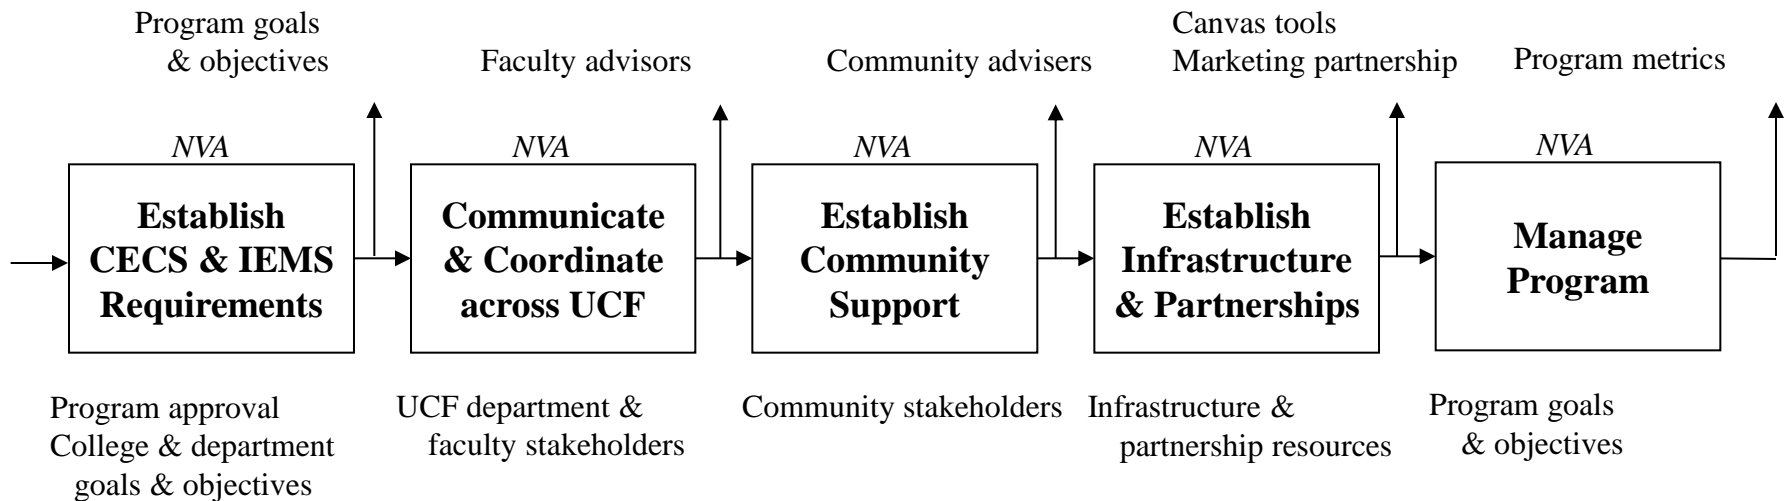 Program goals
& objectives
Faculty advisors
Community advisers
Canvas tools
Marketing partnership
Program metrics
NVA
NVA
NVA
NVA
NVA
Establish
CECS & IEMS
Requirements
Communicate
& Coordinate
across UCF
Establish
Community
Support
Establish
Infrastructure
& Partnerships
Manage
Program
Program approval
College & department
goals & objectives
UCF department &
faculty stakeholders
Community stakeholders
Infrastructure &
partnership resources
Program goals
& objectives